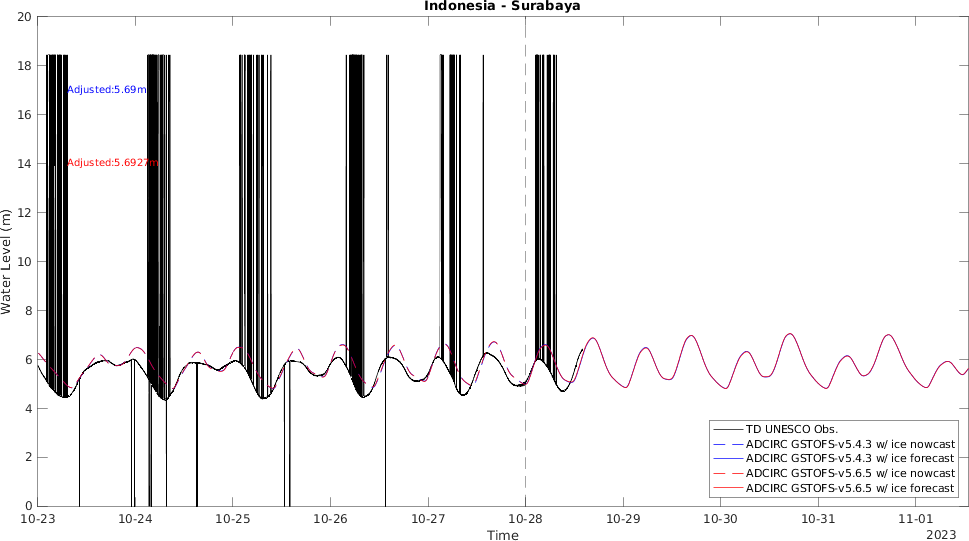 Indonesia - Surabaya
20
18
16
14
12
10
8
6
4
2
0
Water Level (m)
Adjusted:5.69m
Adjusted:5.6927m
TD UNESCO Obs.
ADCIRC GSTOFS-v5.4.3 w/ ice nowcast
ADCIRC GSTOFS-v5.4.3 w/ ice forecast
ADCIRC GSTOFS-v5.6.5 w/ ice nowcast
ADCIRC GSTOFS-v5.6.5 w/ ice forecast
10-23 10-24 10-25 10-26 10-27 10-28 10-29 10-30 10-31 11-01
Time
2023